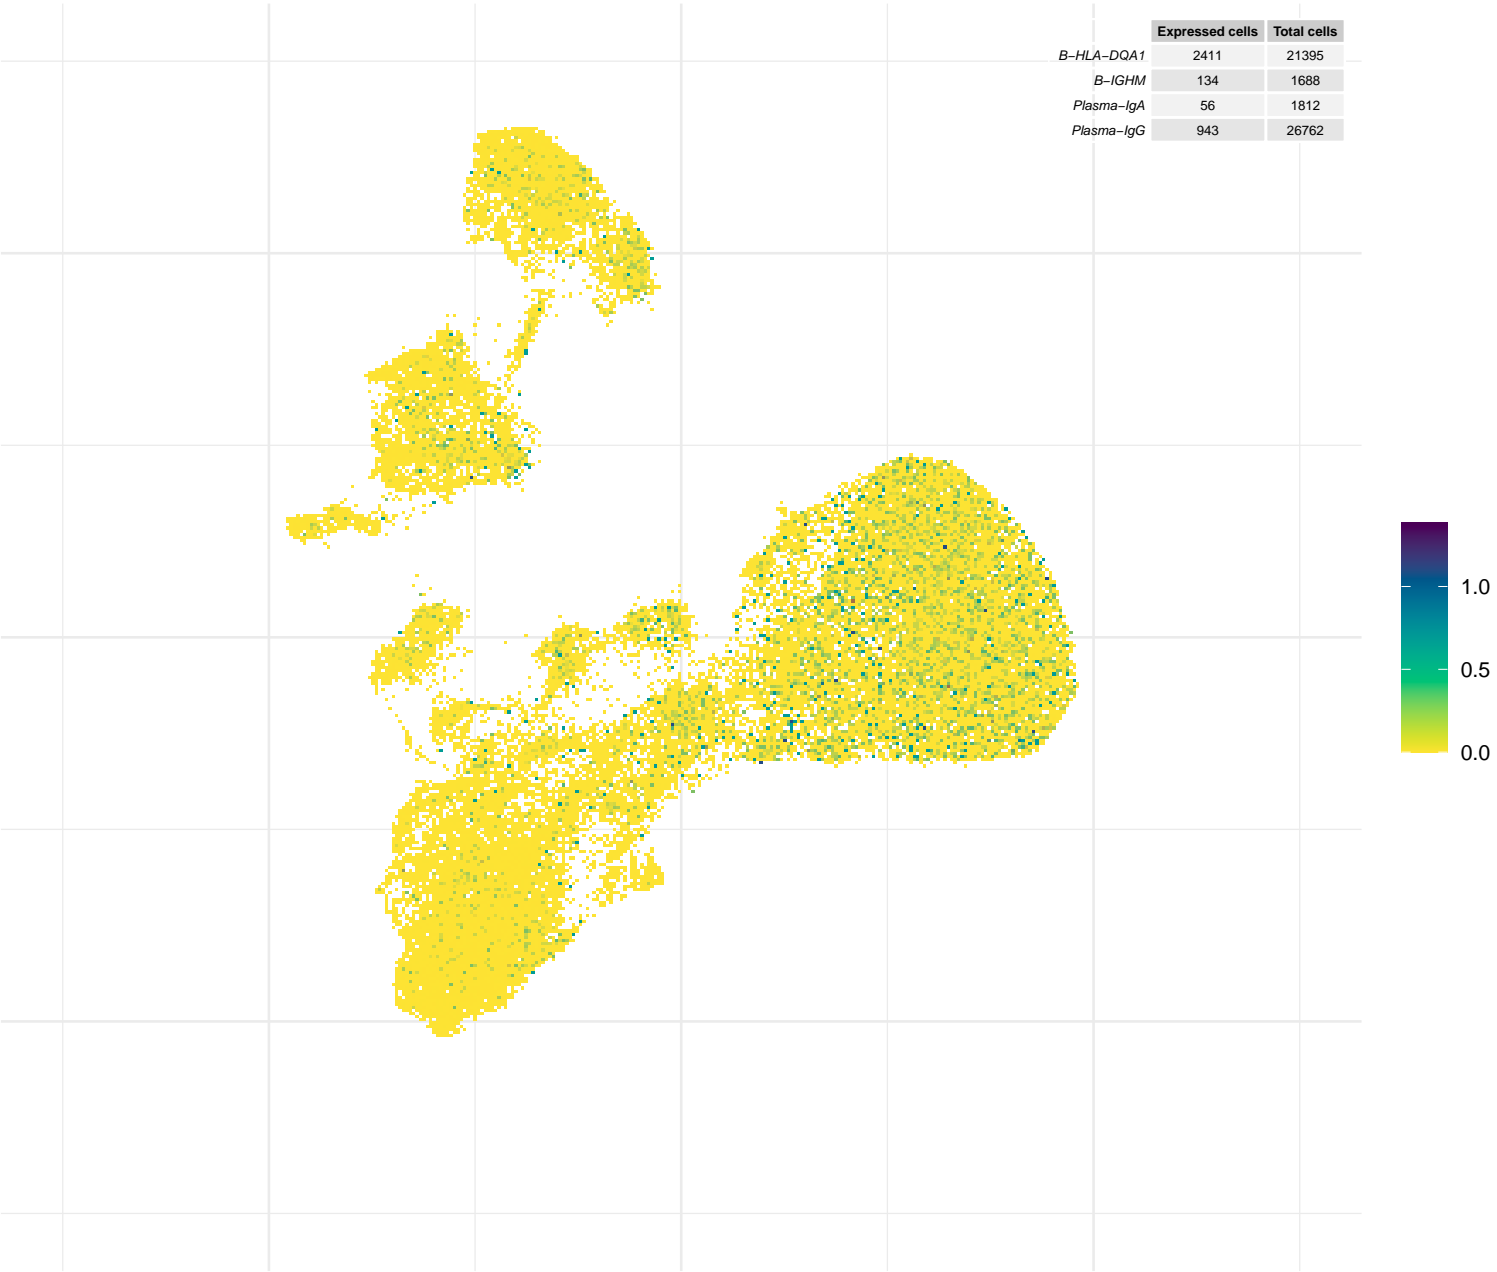 Expressed cells Total cells
B−HLA−DQA1 2411 21395
B−IGHM 134 1688
Plasma−IgA 56 1812
Plasma−IgG 943 26762
1.0
0.5
0.0